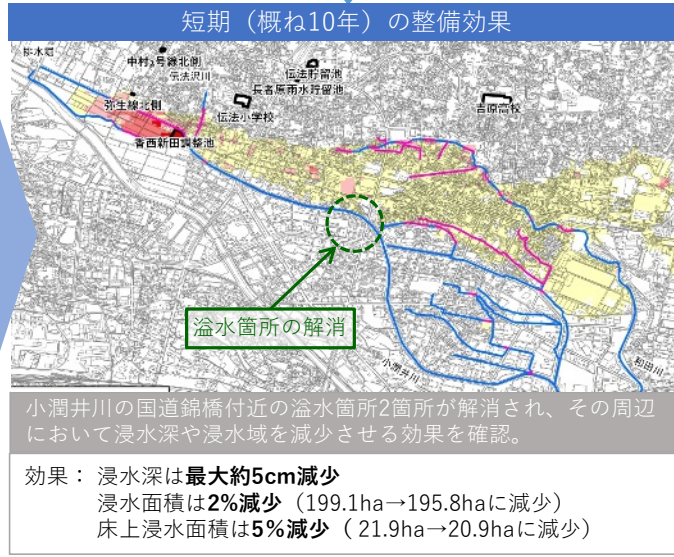 短期（概ね10年）の整備効果
排水塔
中村2号線北側
伝法沢川
伝法貯留池
長者原雨水貯留池
吉原高校
弥生線北側
伝法小学校
香西新田調整池
溢水箇所の解消
小潤井川
和田川
小潤井川の国道錦橋付近の溢水箇所2箇所が解消され、その周辺
において浸水深や浸水域を減少させる効果を確認。
効果： 浸水深は最大約5cm減少
浸水面積は2%減少（199.1ha→195.8haに減少）
床上浸水面積は5%減少（ 21.9ha→20.9haに減少）